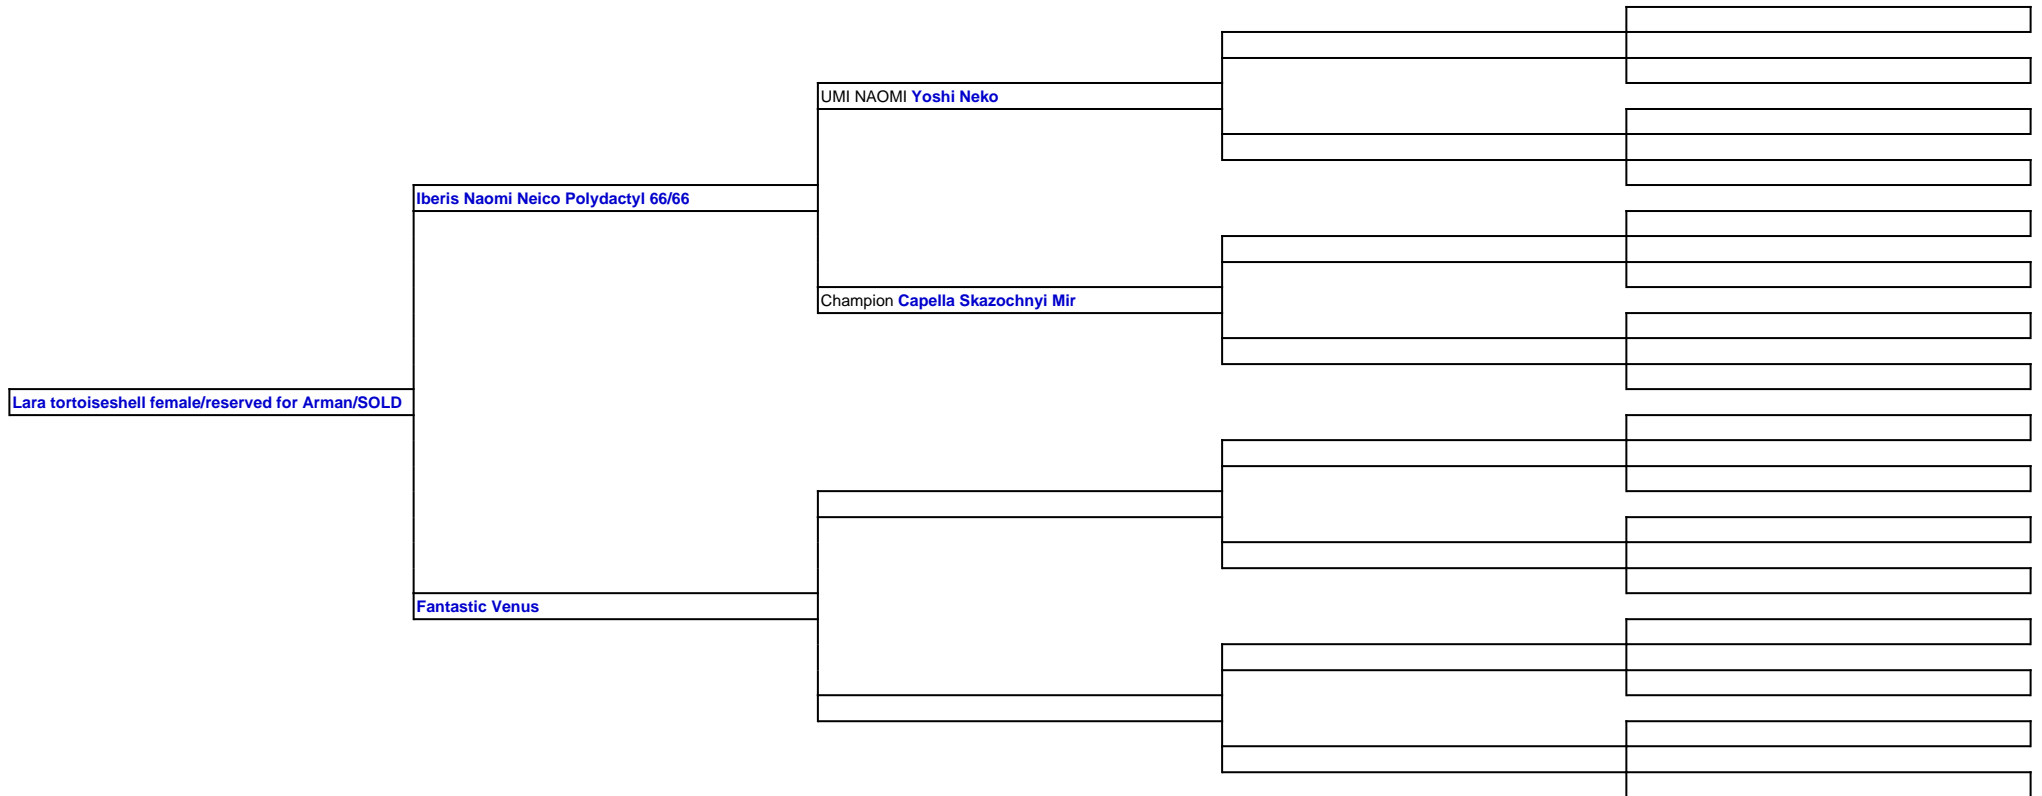 UMI NAOMI Yoshi Neko
Iberis Naomi Neico Polydactyl 66/66
Champion Capella Skazochnyi Mir
Lara tortoiseshell female/reserved for Arman/SOLD
Fantastic Venus